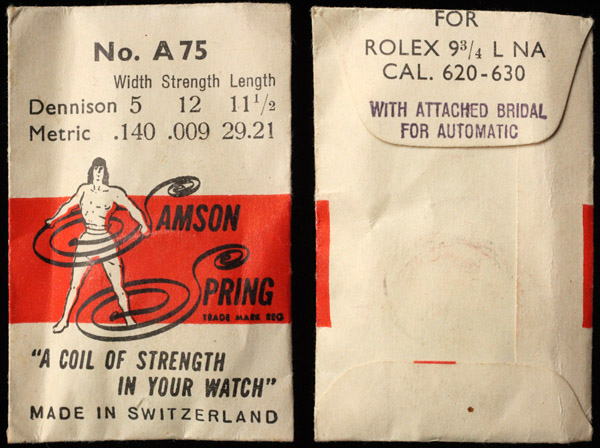 No. A75
Width Strength Length
Dennison 5 12 11 1/2
Metric .140 .009 29.21
SAMSON
SPRING
TRADE MARK REG
"A COIL OF STRENGTH
IN YOUR WATCH"
MADE IN SWITZERLAND
FOR
ROLEX 9 3/4 L NA
CAL. 620-630
WITH ATTACHED BRIDAL
FOR AUTOMATIC